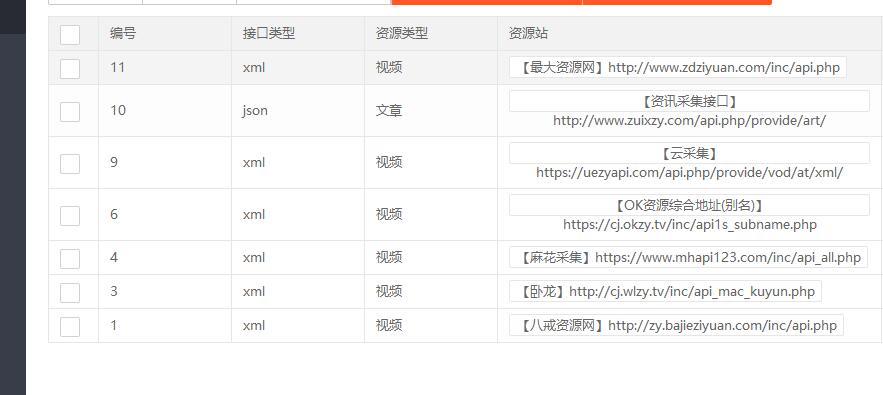 编号 接口类型 资源类型 资源站
11 xml 视频 【最大资源网】http://www.zdziyuan.com/inc/api.php
10 json 文章 【资讯采集接口】
http://www.zuixzy.com/api.php/provide/art/
9 xml 视频 【云采集】
https://uezyapi.com/api.php/provide/vod/at/xml/
6 xml 视频 【OK资源综合地址(别名)】
https://cj.okzy.tv/inc/api1s_subname.php
4 xml 视频 【麻花采集】https://www.mhapi123.com/inc/api_all.php
3 xml 视频 【卧龙】http://cj.wlzy.tv/inc/api_mac_kuyun.php
1 xml 视频 【八戒资源网】http://zy.bajieziyuan.com/inc/api.php